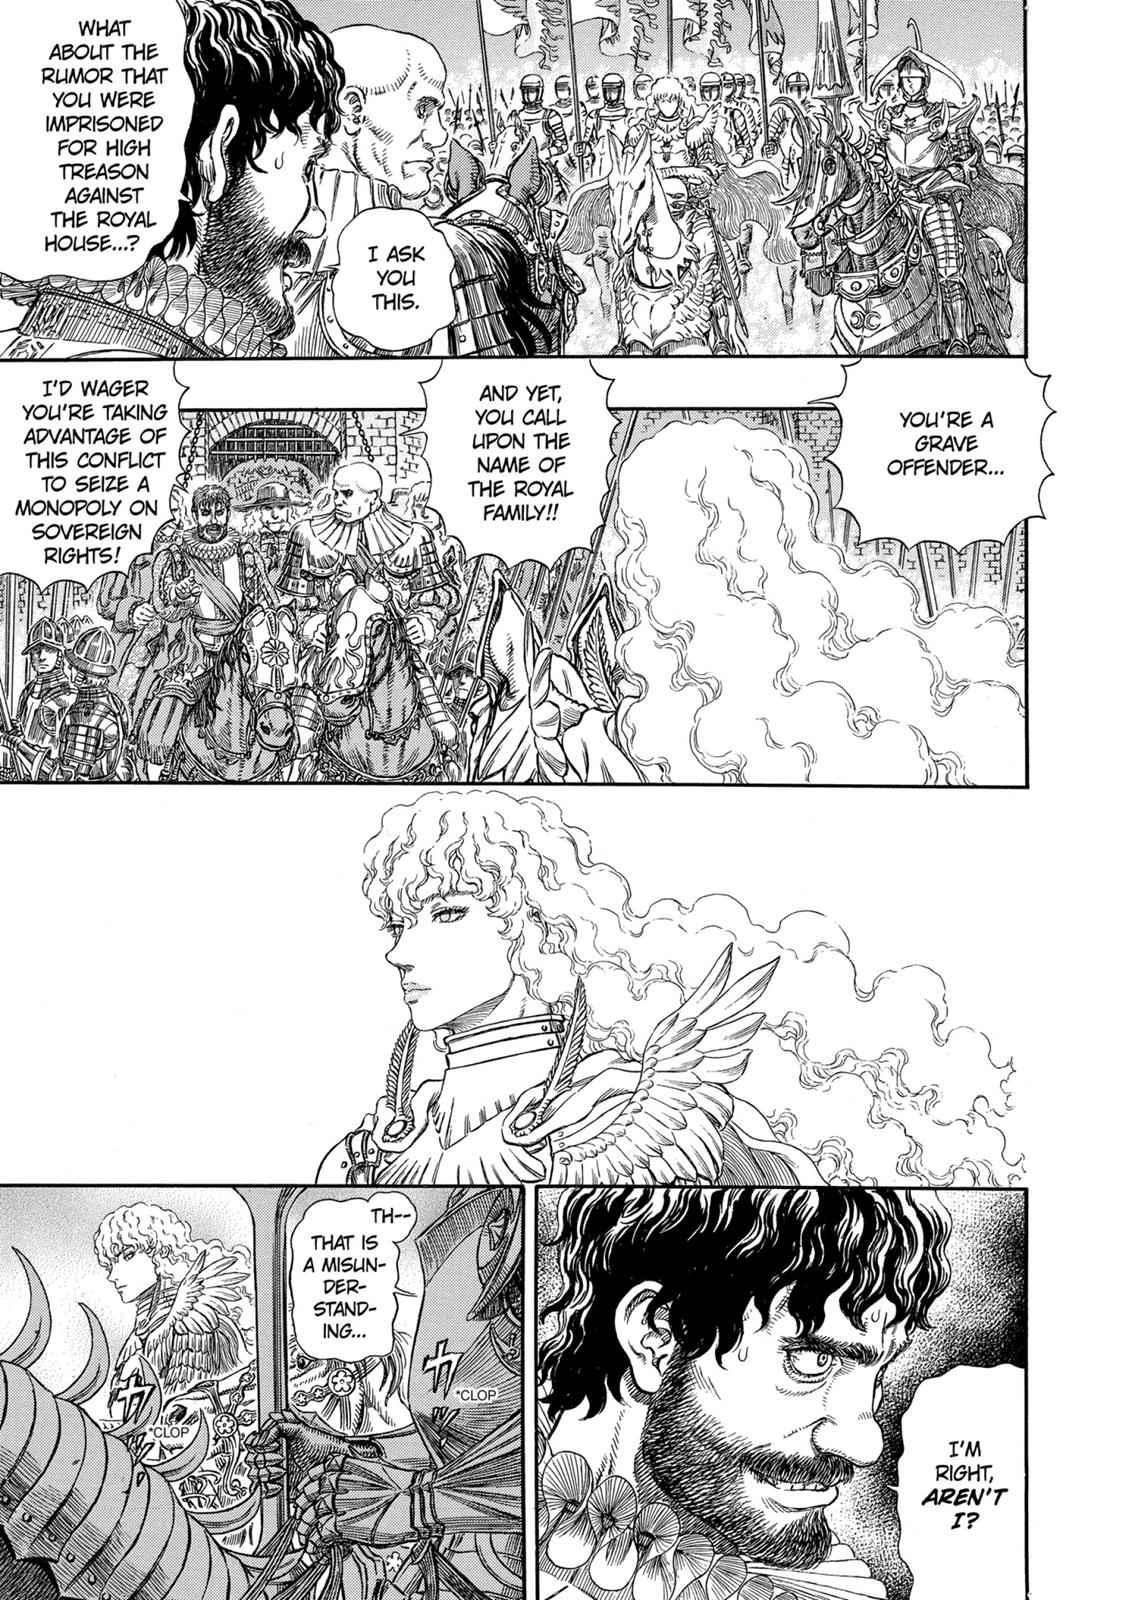 I ASK
YOU
THIS.
WHAT
ABOUT THE
RUMOR THAT
YOU WERE
IMPRISONED
FOR HIGH
TREASON
AGAINST
THE ROYAL
HOUSE...?
YOU'RE A
GRAVE
OFFENDER...
AND YET,
YOU CALL
UPON THE
NAME OF
THE ROYAL
FAMILY!!
I'D WAGER
YOU'RE TAKING
ADVANTAGE OF
THIS CONFLICT
TO SEIZE A
MONOPOLY ON
SOVEREIGN
RIGHTS!
I'M
RIGHT,
AREN'T
I?
TH--
THAT IS
A MISUN-
DER-
STAND-
ING...
カッ
*CLOP
カッ
*CLOP